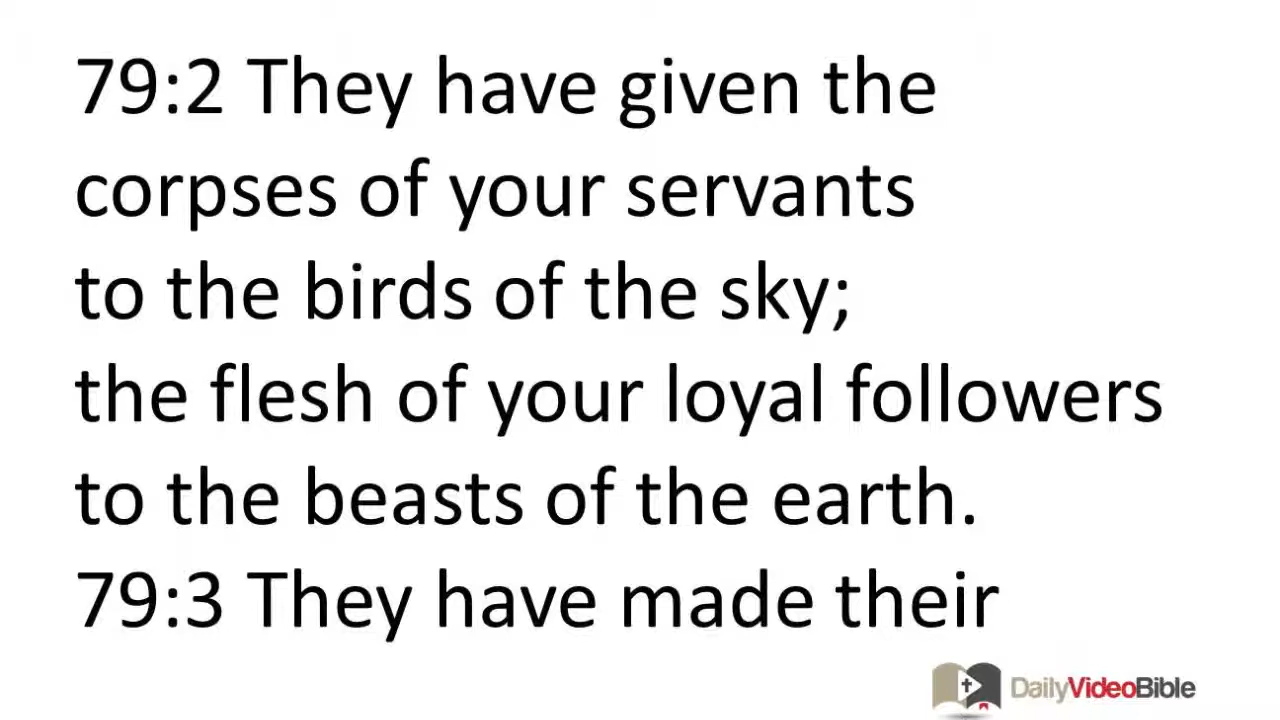 79:2 They have given the
corpses of your servants
to the birds of the sky;
the flesh of your loyal followers
to the beasts of the earth.
79:3 They have made their
DailyVideoBible